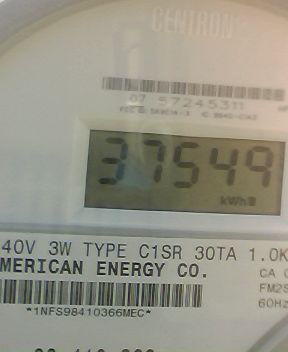 CENTRON
07 57245311
37549
kWh
40V 3W TYPE C1SR 30TA 1.0K
MERICAN ENERGY CO.
CA
FM2S
60Hz
*1NFS98410366MEC*